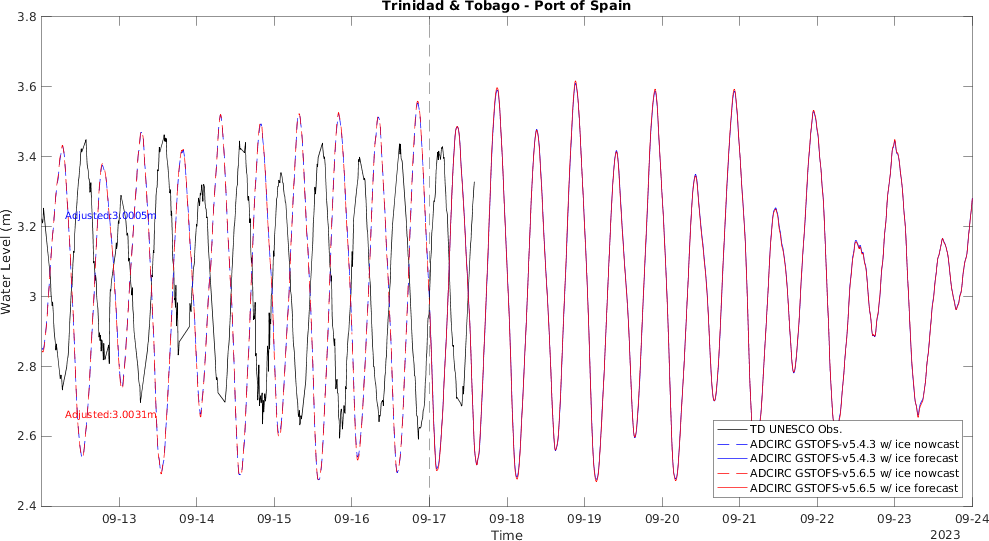 Trinidad & Tobago - Port of Spain
3.8
3.6
3.4
3.2
3
2.8
2.6
2.4
Water Level (m)
Adjusted:3.0005m
Adjusted:3.0031m
TD UNESCO Obs.
ADCIRC GSTOFS-v5.4.3 w/ ice nowcast
ADCIRC GSTOFS-v5.4.3 w/ ice forecast
ADCIRC GSTOFS-v5.6.5 w/ ice nowcast
ADCIRC GSTOFS-v5.6.5 w/ ice forecast
09-13 09-14 09-15 09-16 09-17 09-18 09-19 09-20 09-21 09-22 09-23 09-24
Time
2023